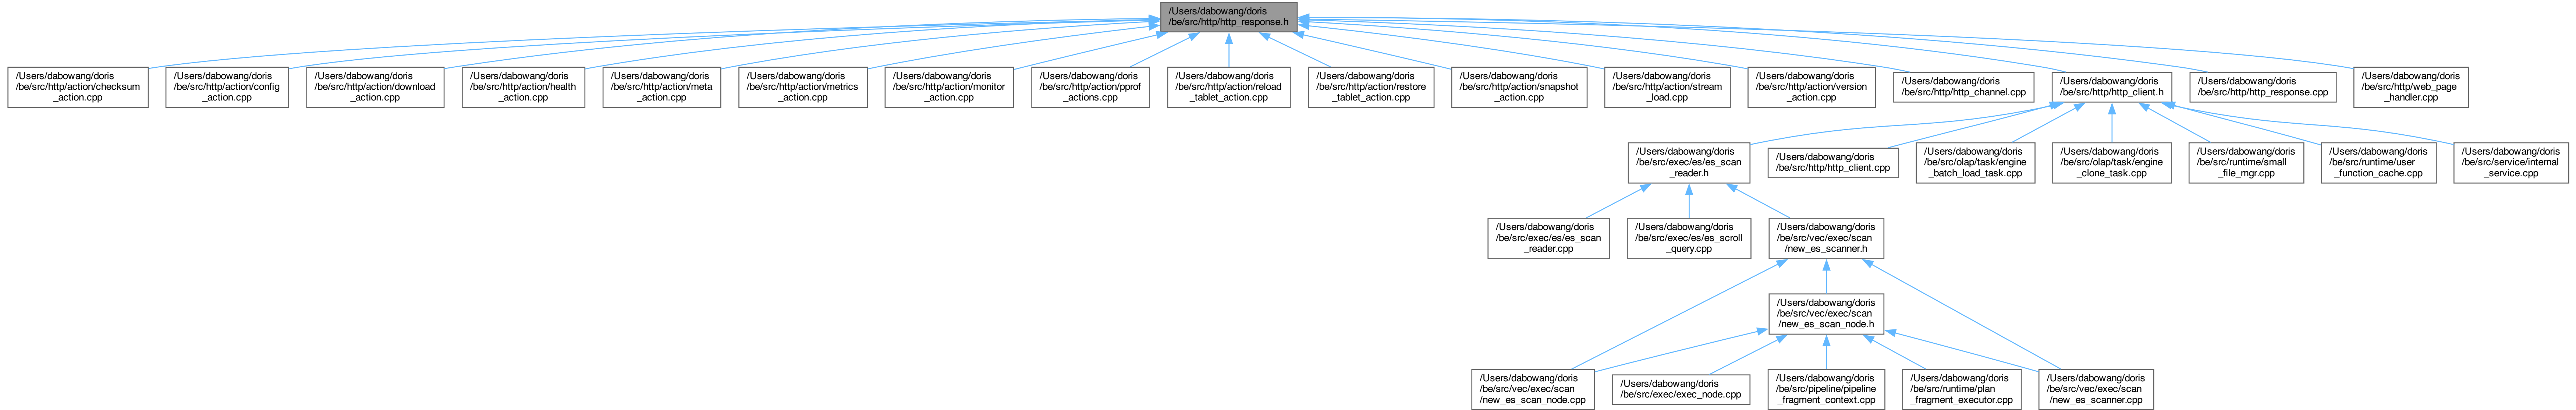 /Users/dabowang/doris
/be/src/http/http_response.h
/Users/dabowang/doris
/be/src/http/action/checksum
_action.cpp
/Users/dabowang/doris
/be/src/http/action/config
_action.cpp
/Users/dabowang/doris
/be/src/http/action/download
_action.cpp
/Users/dabowang/doris
/be/src/http/action/health
_action.cpp
/Users/dabowang/doris
/be/src/http/action/meta
_action.cpp
/Users/dabowang/doris
/be/src/http/action/metrics
_action.cpp
/Users/dabowang/doris
/be/src/http/action/monitor
_action.cpp
/Users/dabowang/doris
/be/src/http/action/pprof
_actions.cpp
/Users/dabowang/doris
/be/src/http/action/reload
_tablet_action.cpp
/Users/dabowang/doris
/be/src/http/action/restore
_tablet_action.cpp
/Users/dabowang/doris
/be/src/http/action/snapshot
_action.cpp
/Users/dabowang/doris
/be/src/http/action/stream
_load.cpp
/Users/dabowang/doris
/be/src/http/action/version
_action.cpp
/Users/dabowang/doris
/be/src/http/http_channel.cpp
/Users/dabowang/doris
/be/src/http/http_client.h
/Users/dabowang/doris
/be/src/http/http_response.cpp
/Users/dabowang/doris
/be/src/http/web_page
_handler.cpp
/Users/dabowang/doris
/be/src/exec/es/es_scan
_reader.h
/Users/dabowang/doris
/be/src/http/http_client.cpp
/Users/dabowang/doris
/be/src/olap/task/engine
_batch_load_task.cpp
/Users/dabowang/doris
/be/src/olap/task/engine
_clone_task.cpp
/Users/dabowang/doris
/be/src/runtime/small
_file_mgr.cpp
/Users/dabowang/doris
/be/src/runtime/user
_function_cache.cpp
/Users/dabowang/doris
/be/src/service/internal
_service.cpp
/Users/dabowang/doris
/be/src/exec/es/es_scan
_reader.cpp
/Users/dabowang/doris
/be/src/exec/es/es_scroll
_query.cpp
/Users/dabowang/doris
/be/src/vec/exec/scan
/new_es_scanner.h
/Users/dabowang/doris
/be/src/vec/exec/scan
/new_es_scan_node.h
/Users/dabowang/doris
/be/src/vec/exec/scan
/new_es_scan_node.cpp
/Users/dabowang/doris
/be/src/exec/exec_node.cpp
/Users/dabowang/doris
/be/src/pipeline/pipeline
_fragment_context.cpp
/Users/dabowang/doris
/be/src/runtime/plan
_fragment_executor.cpp
/Users/dabowang/doris
/be/src/vec/exec/scan
/new_es_scanner.cpp